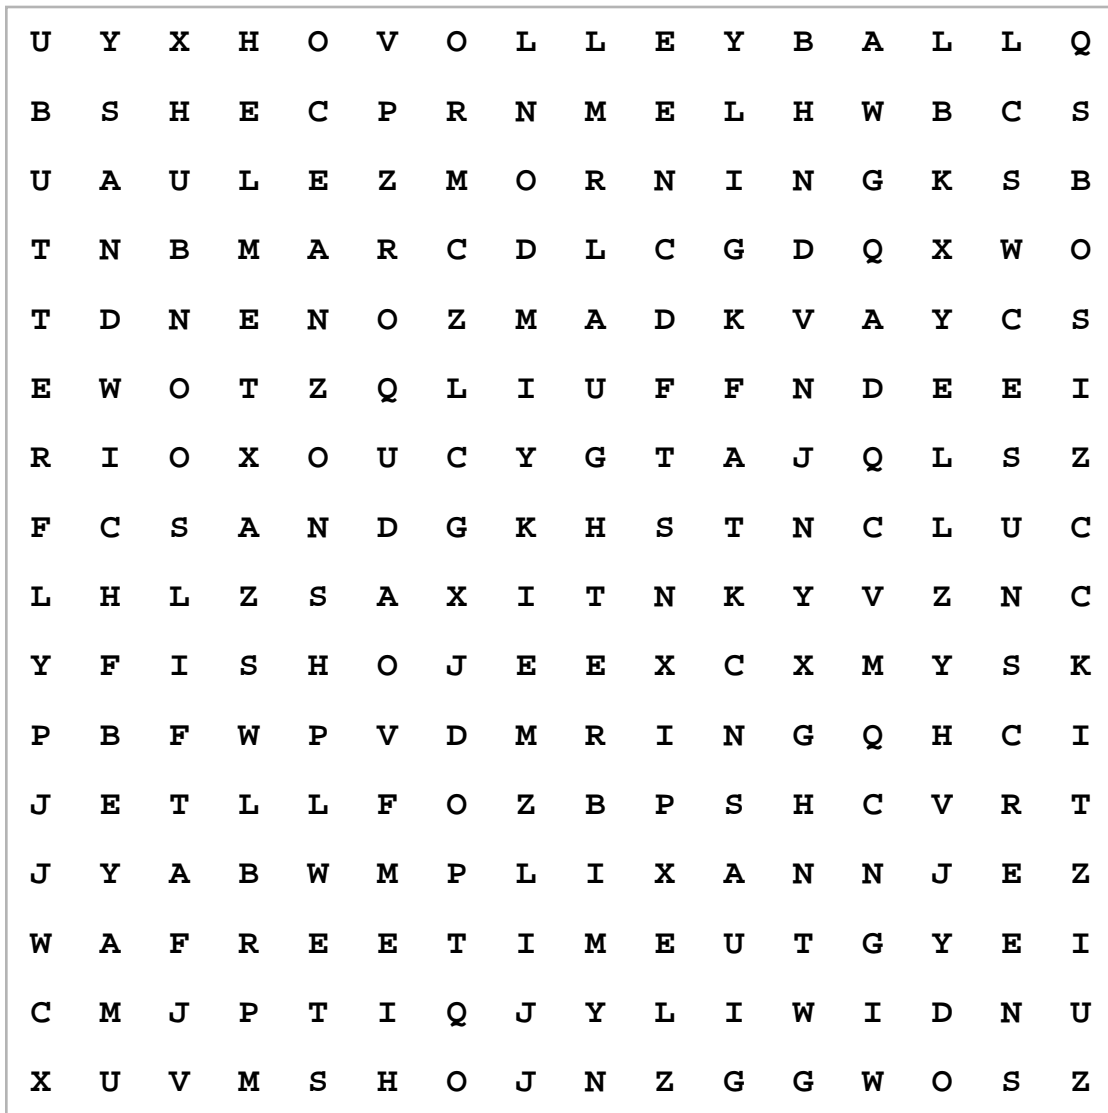 U Y X H O V O L L E Y B A L L Q
B S H E C P R N M E L H W B C S
U A U L E Z M O R N I N G K S B
T N B M A R C D L C G D Q X W O
T D N E N O Z M A D K V A Y C S
E W O T Z Q L I U F F N D E E I
R I O X O U C Y G T A J Q L S Z
F C S A N D G K H S T N C L U C
L H L Z S A X I T N K Y V Z N C
Y F I S H O J E E X C X M Y S K
P B F W P V D M R I N G Q H C I
J E T L L F O Z B P S H C V R T
J Y A B W M P L I X A N N J E Z
W A F R E E T I M E U T G Y E I
C M J P T I Q J Y L I W I D N U
X U V M S H O J N Z G G W O S Z